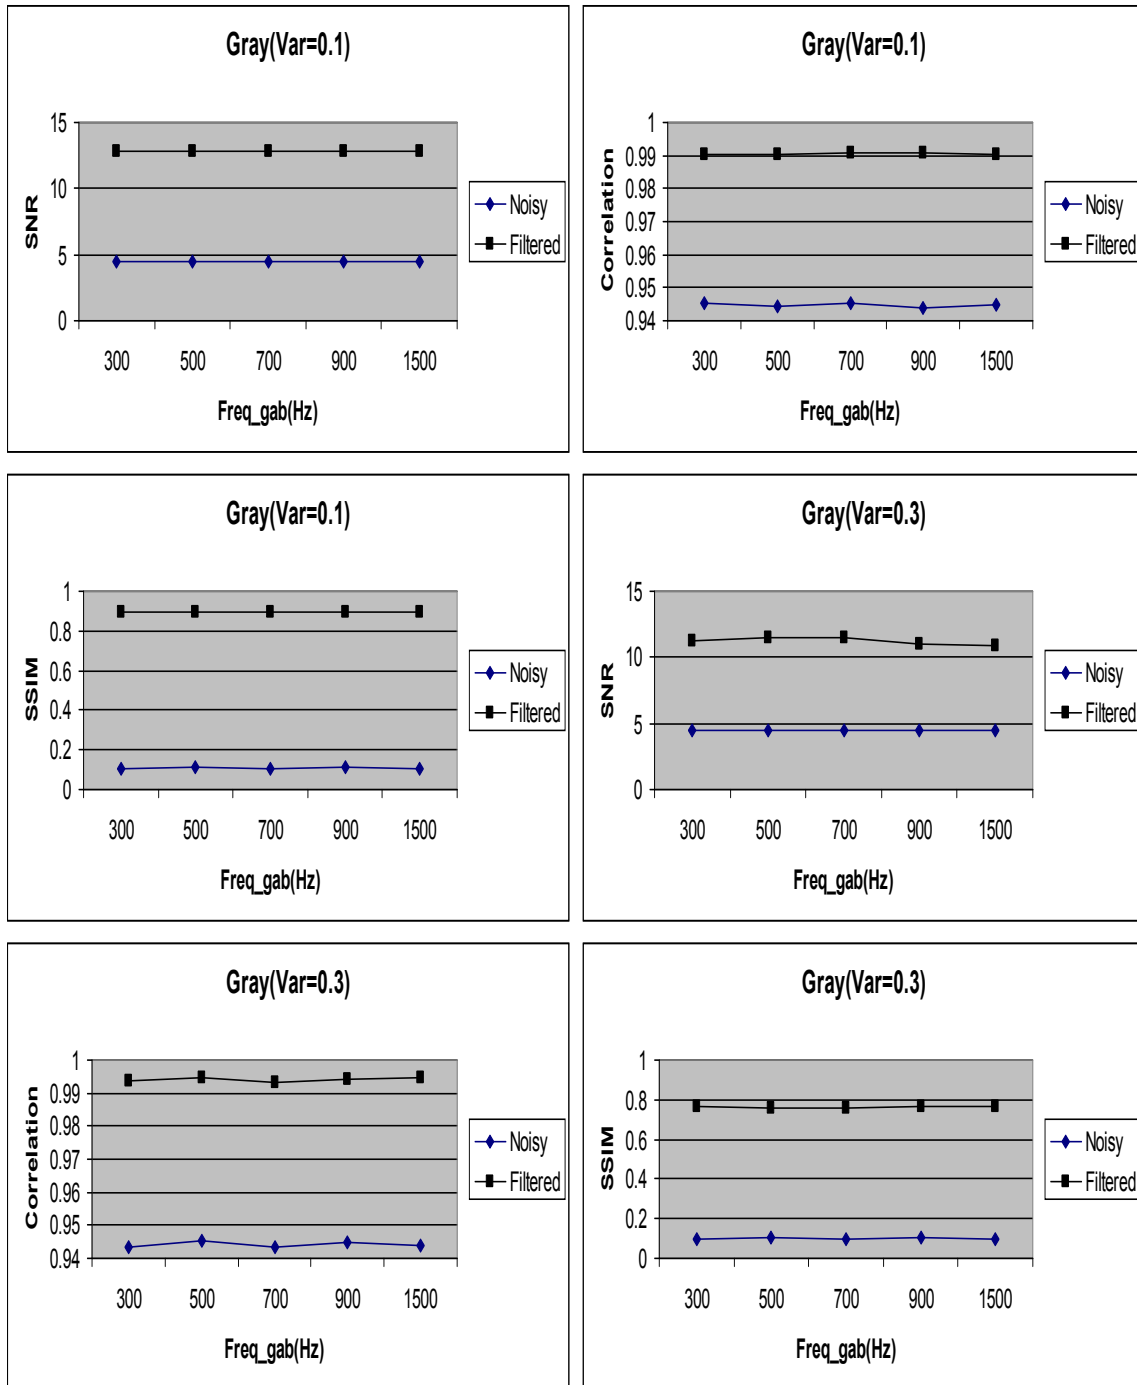 Gray(Var=0.1)
SNR
15
10
5
0
300 500 700 900 1500
Freq_gab(Hz)
Noisy
Filtered
Gray(Var=0.1)
Correlation
1
0.99
0.98
0.97
0.96
0.95
0.94
300 500 700 900 1500
Freq_gab(Hz)
Noisy
Filtered
Gray(Var=0.1)
SSIM
1
0.8
0.6
0.4
0.2
0
300 500 700 900 1500
Freq_gab(Hz)
Noisy
Filtered
Gray(Var=0.3)
SNR
15
10
5
0
300 500 700 900 1500
Freq_gab(Hz)
Noisy
Filtered
Gray(Var=0.3)
Correlation
1
0.99
0.98
0.97
0.96
0.95
0.94
300 500 700 900 1500
Freq_gab(Hz)
Noisy
Filtered
Gray(Var=0.3)
SSIM
1
0.8
0.6
0.4
0.2
0
300 500 700 900 1500
Freq_gab(Hz)
Noisy
Filtered